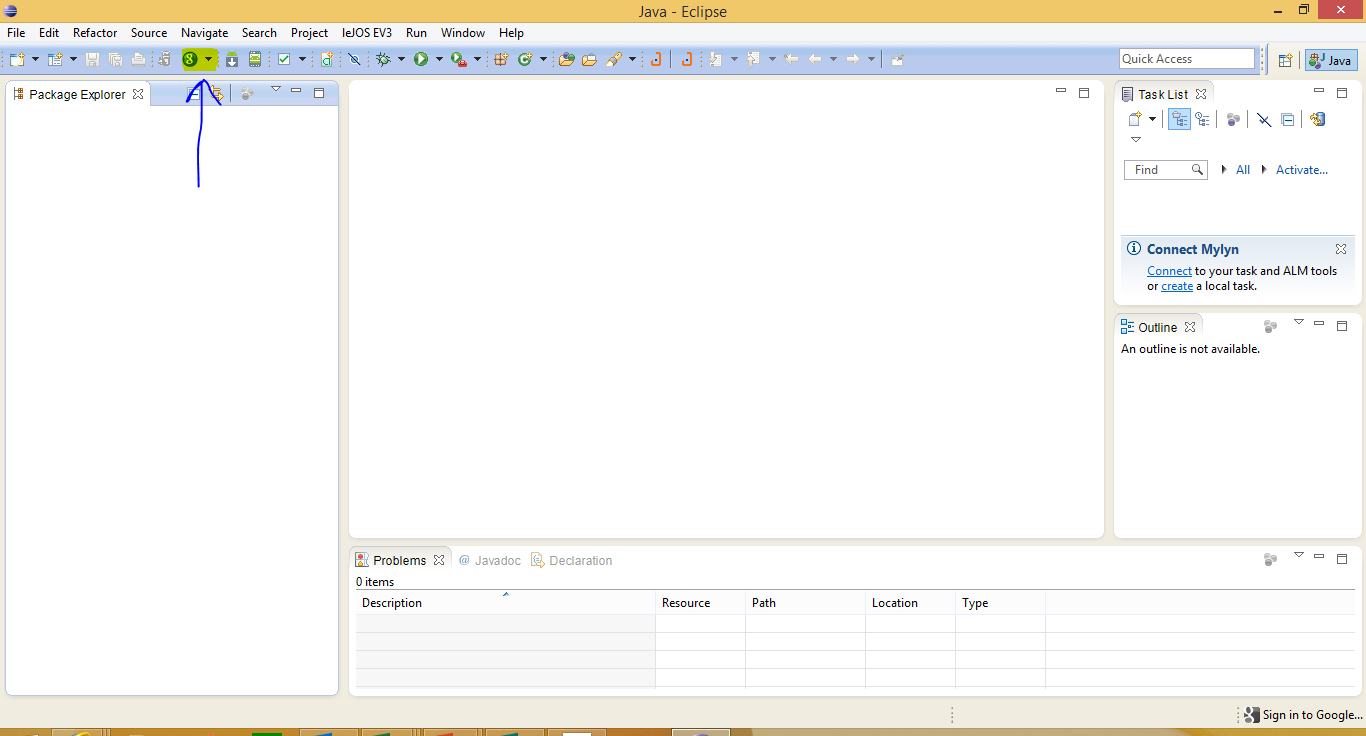 Java - Eclipse
File Edit Refactor Source Navigate Search Project leJOS EV3 Run Window Help
8 Quick Access Java
Package Explorer
Task List
Find All Activate...
Connect Mylyn
Connect to your task and ALM tools
or create a local task.
Outline
An outline is not available.
Problems @ Javadoc Declaration
0 items
Description Resource Path Location Type
Sign in to Google...